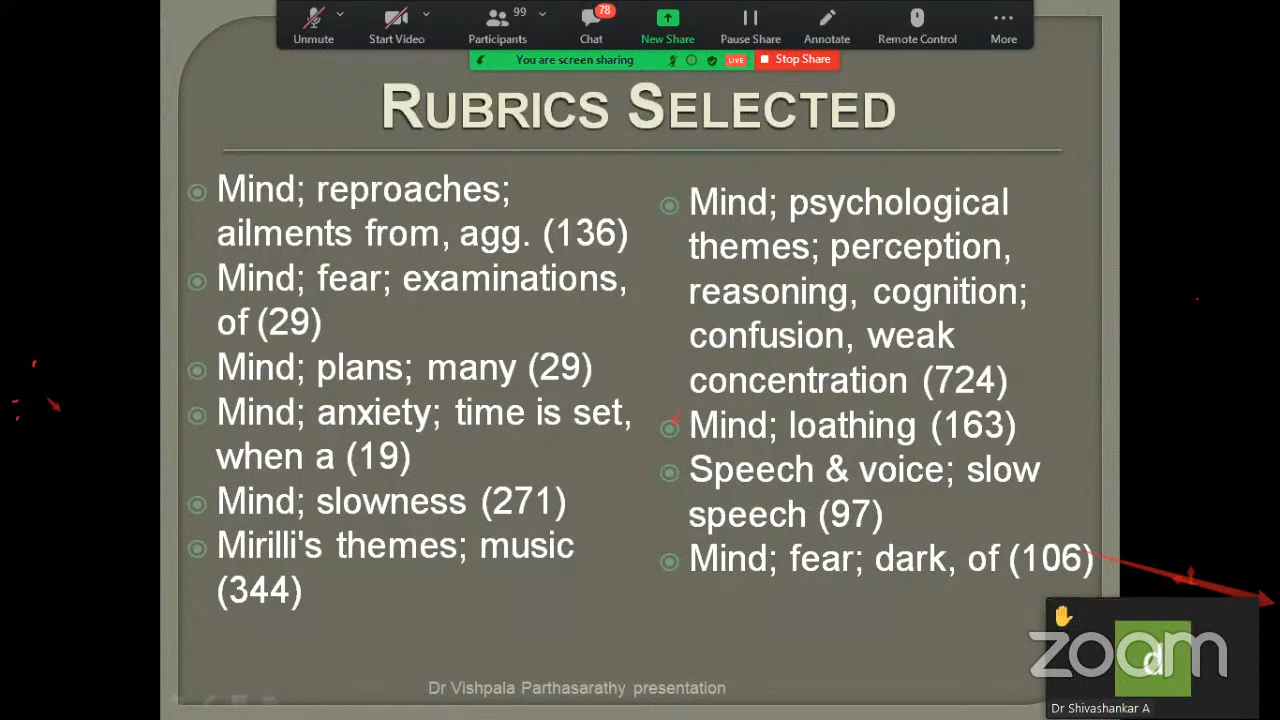 99
78
Unmute
Start Video
Participants
Chat
New Share
Pause Share
Annotate
Remote Control
More
You are screen sharing
LIVE
Stop Share
RUBRICS SELECTED
Mind; reproaches;
ailments from, agg. (136)
Mind; fear; examinations,
of (29)
Mind; plans; many (29)
Mind; anxiety; time is set,
when a (19)
Mind; slowness (271)
Mirilli's themes; music
(344)
Mind; psychological
themes; perception,
reasoning, cognition;
confusion, weak
concentration (724)
Mind; loathing (163)
Speech & voice; slow
speech (97)
Mind; fear; dark, of (106)
Dr Vishpala Parthasarathy presentation
d
zoom
Dr Shivashankar A